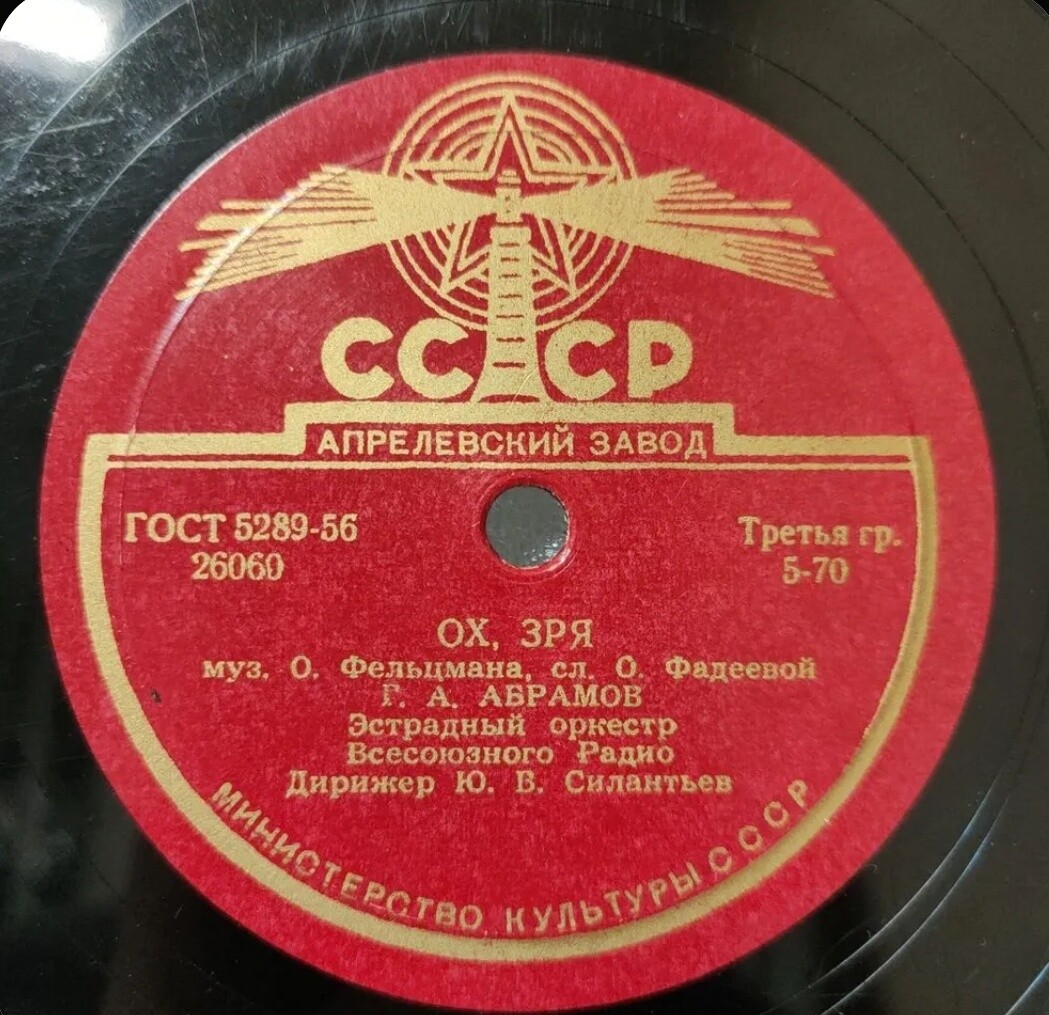 СССР
АПРЕЛЕВСКИЙ ЗАВОД
ГОСТ 5289-56
26060
Третья гр.
5-70
ОХ, ЗРЯ
муз. О. Фельцмана, сл. О. Фадеевой
Г. А. АБРАМОВ
Эстрадный оркестр
Всесоюзного Радио
Дирижер Ю. В. Силантьев
МИНИСТЕРСТВО КУЛЬТУРЫ СССР